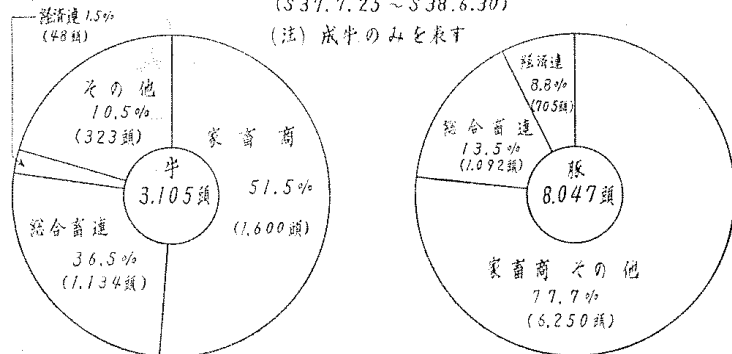 (S37.7.25～S38.6.30)
(注) 成牛のみを表す
経済連 1.5%
(48頭)
その他
10.5%
(323頭)
家畜商
51.5%
(1,600頭)
牛
3.105頭
総合畜連
36.5%
(1,134頭)
経済連
8.8%
(705頭)
総合畜連
13.5%
(1.092頭)
豚
8.047頭
家畜商 その他
77.7%
(6,250頭)